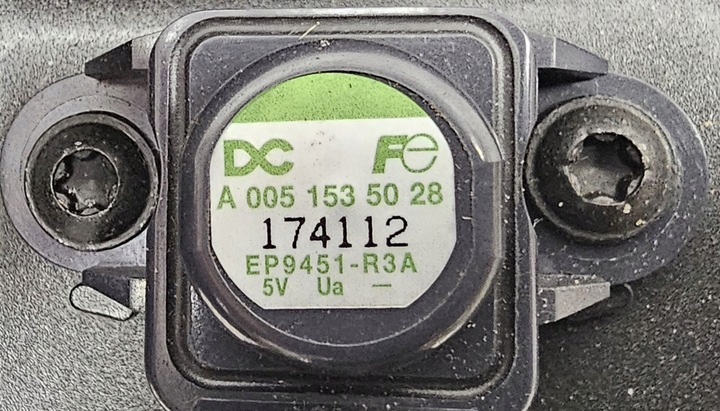 DC Fe
A 005 153 50 28
174112
EP9451-R3A
5V Ua —